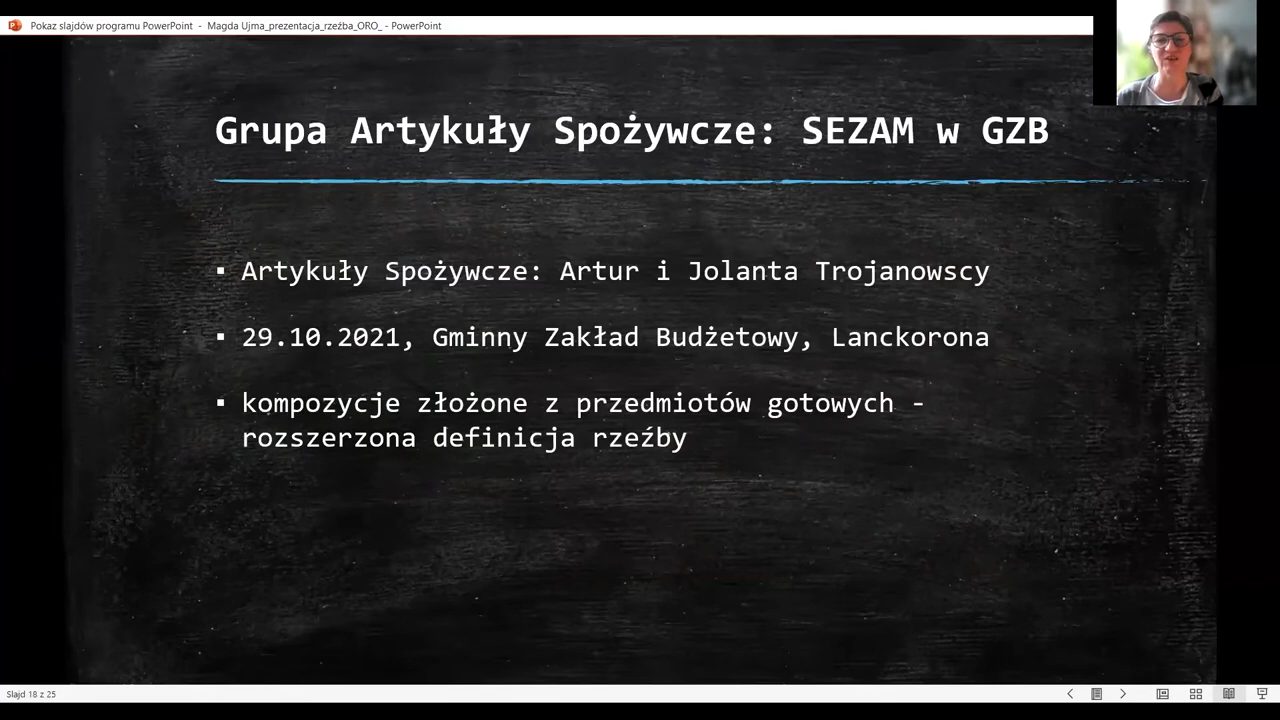 Pokaz slajdów programu PowerPoint - Magda Ujma_prezentacja_rzeźba_ORO_ - PowerPoint
Grupa Artykuły Spożywcze: SEZAM w GZB
▪ Artykuły Spożywcze: Artur i Jolanta Trojanowscy
▪ 29.10.2021, Gminny Zakład Budżetowy, Lanckorona
▪ kompozycje złożone z przedmiotów gotowych -
rozszerzona definicja rzeźby
Slajd 18 z 25